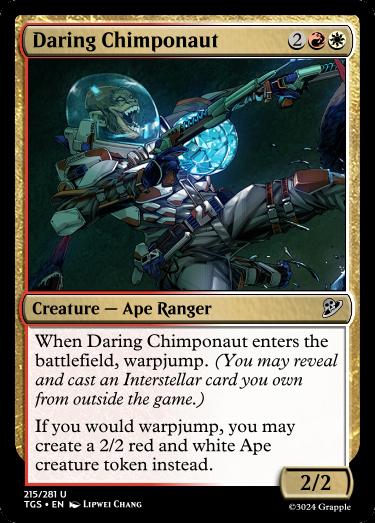 Daring Chimponaut 2
Creature — Ape Ranger
When Daring Chimponaut enters the
battlefield, warpjump. (You may reveal
and cast an Interstellar card you own
from outside the game.)
If you would warpjump, you may
create a 2/2 red and white Ape
creature token instead.
2/2
215/281 U
TGS • EN Lipwei Chang
©3024 Grapple